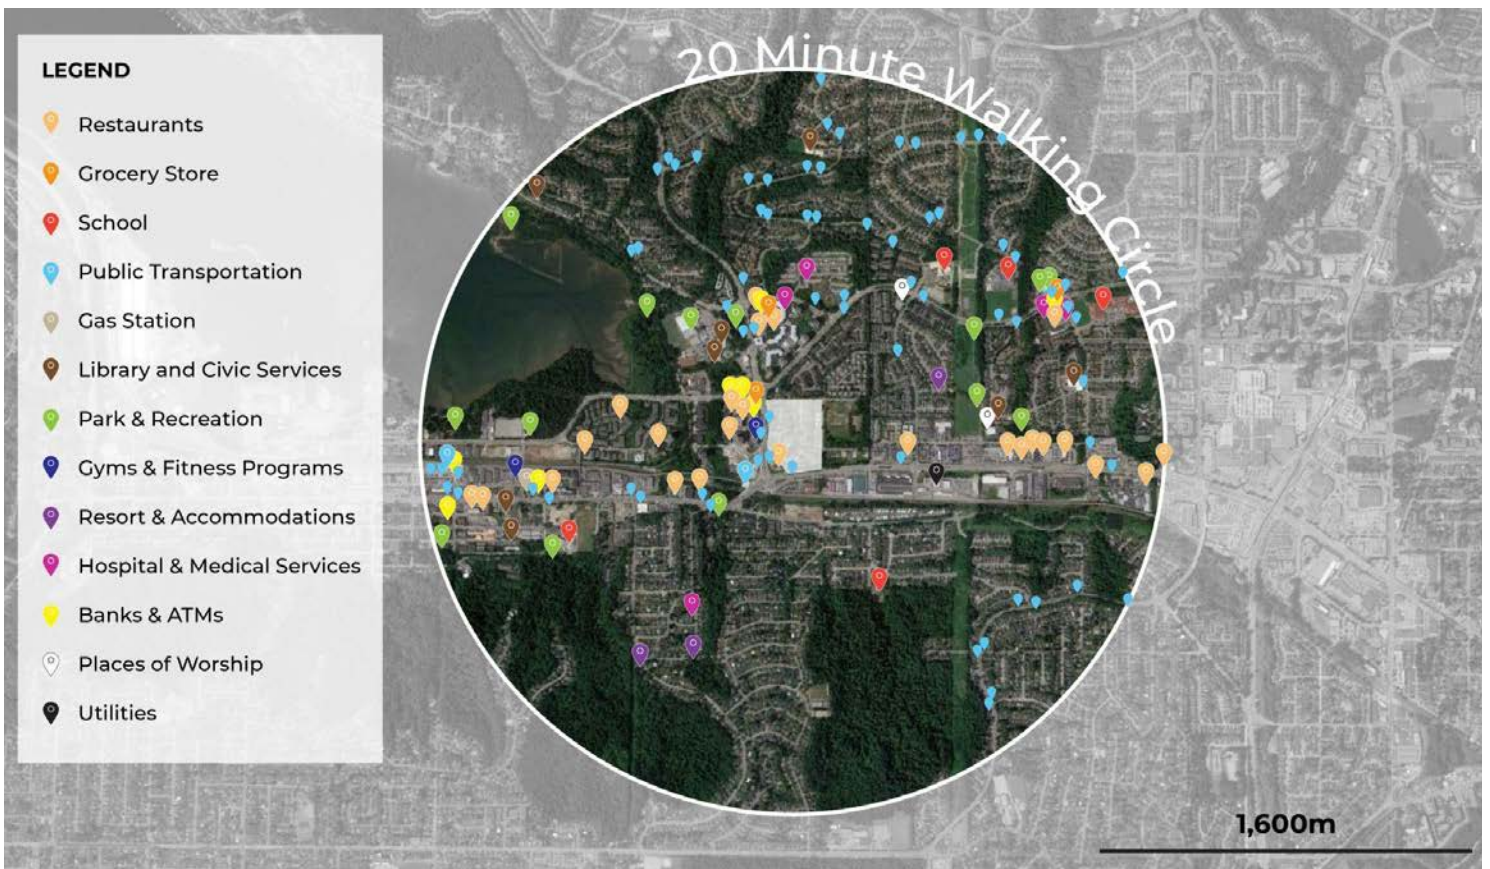 20 Minute Walking Circle
LEGEND
Restaurants
Grocery Store
School
Public Transportation
Gas Station
Library and Civic Services
Park & Recreation
Gyms & Fitness Programs
Resort & Accommodations
Hospital & Medical Services
Banks & ATMs
Places of Worship
Utilities
1,600m